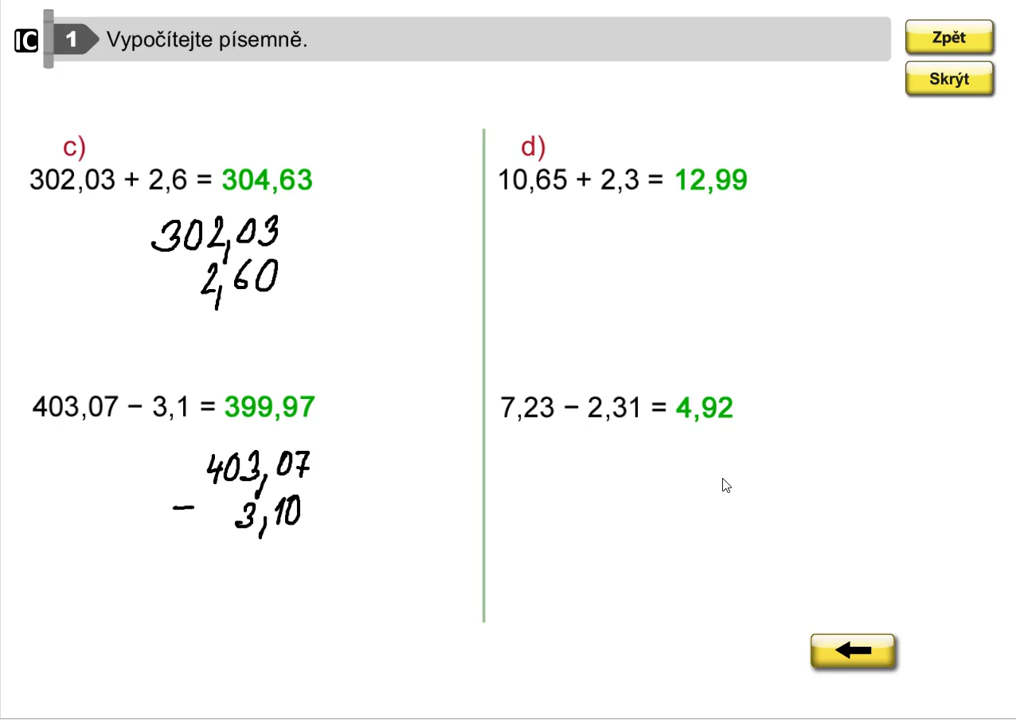 IC 1 Vypočítejte písemně.
Zpět
Skrýt
c)
302,03 + 2,6 = 304,63
302,03
2,60
403,07 − 3,1 = 399,97
403,07
− 3,10
d)
10,65 + 2,3 = 12,99
7,23 − 2,31 = 4,92